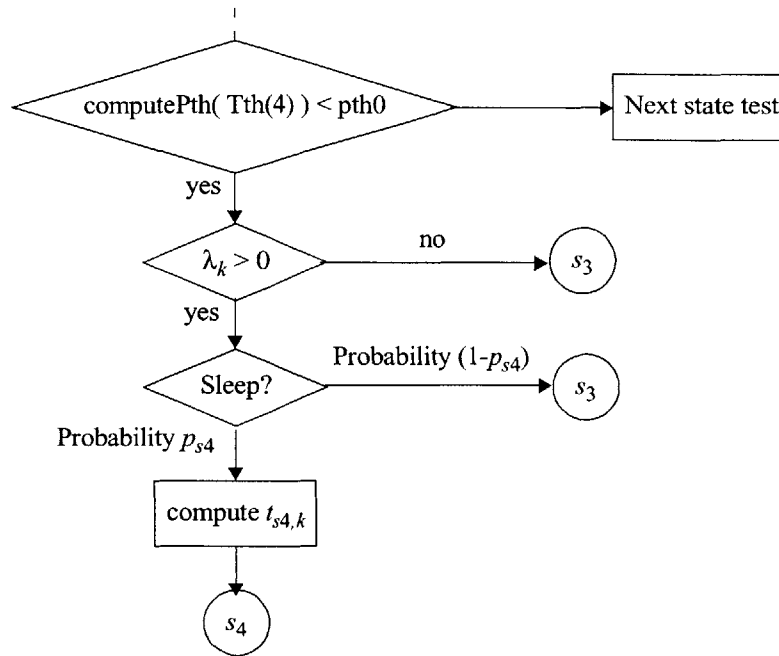 computePth( Tth(4) ) < pth0
Next state test
yes
λk > 0
no
s3
yes
Sleep?
Probability (1-ps4)
s3
Probability ps4
compute ts4,k
s4